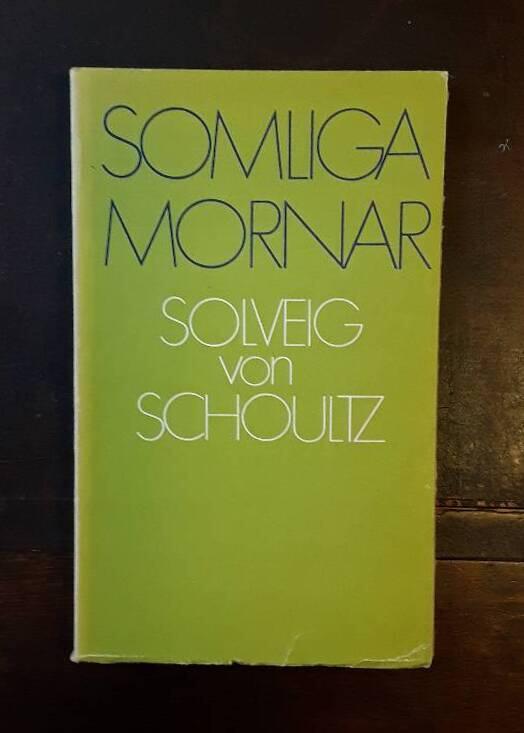 SOMLIGA
MORNAR
SOLVEIG
von
SCHOULTZ